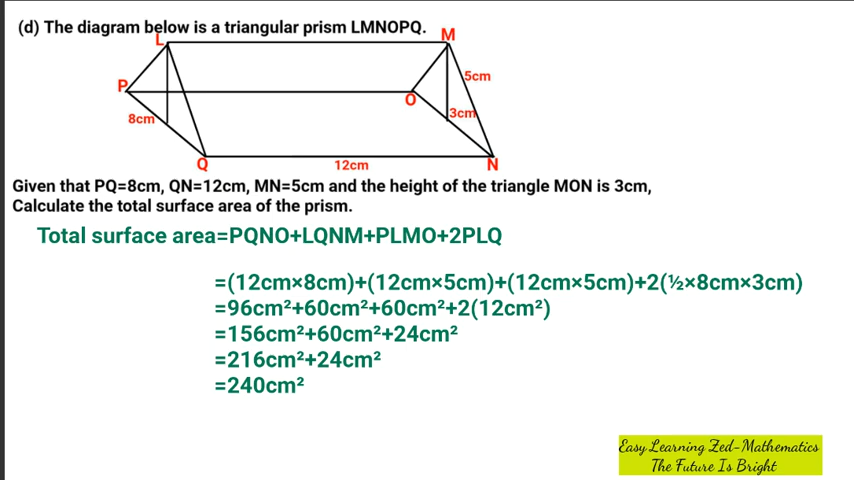 (d) The diagram below is a triangular prism LMNOPQ.
L
M
P
5cm
O
8cm
3cm
Q
12cm
N
Given that PQ=8cm, QN=12cm, MN=5cm and the height of the triangle MON is 3cm,
Calculate the total surface area of the prism.
Total surface area=PQNO+LQNM+PLMO+2PLQ
=(12cm×8cm)+(12cm×5cm)+(12cm×5cm)+2(½×8cm×3cm)
=96cm²+60cm²+60cm²+2(12cm²)
=156cm²+60cm²+24cm²
=216cm²+24cm²
=240cm²
Easy Learning Zed-Mathematics
The Future Is Bright